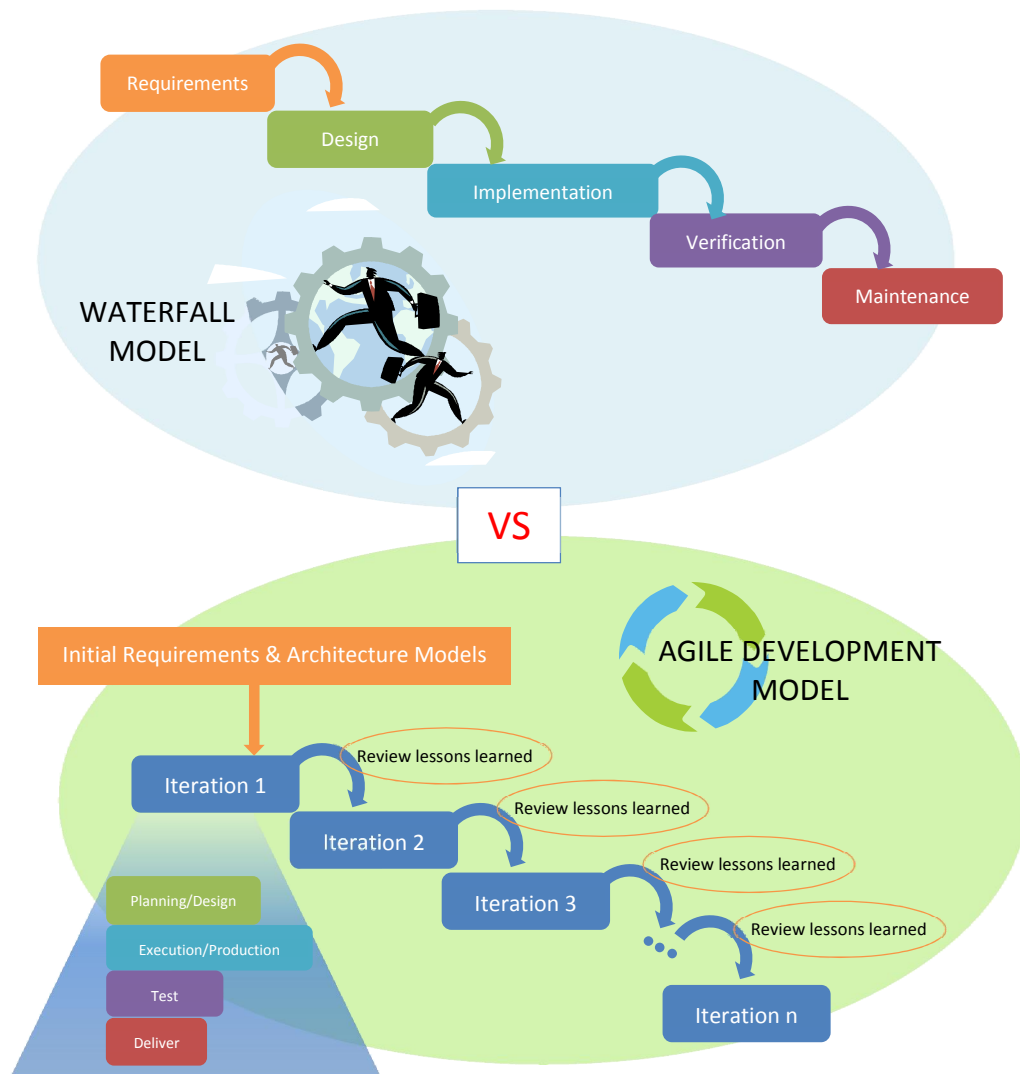 Requirements
Design
Implementation
Verification
Maintenance
WATERFALL
MODEL
VS
Initial Requirements & Architecture Models
AGILE DEVELOPMENT
MODEL
Review lessons learned
Iteration 1
Review lessons learned
Iteration 2
Review lessons learned
Iteration 3
Planning/Design
Review lessons learned
Execution/Production
Test
Iteration n
Deliver